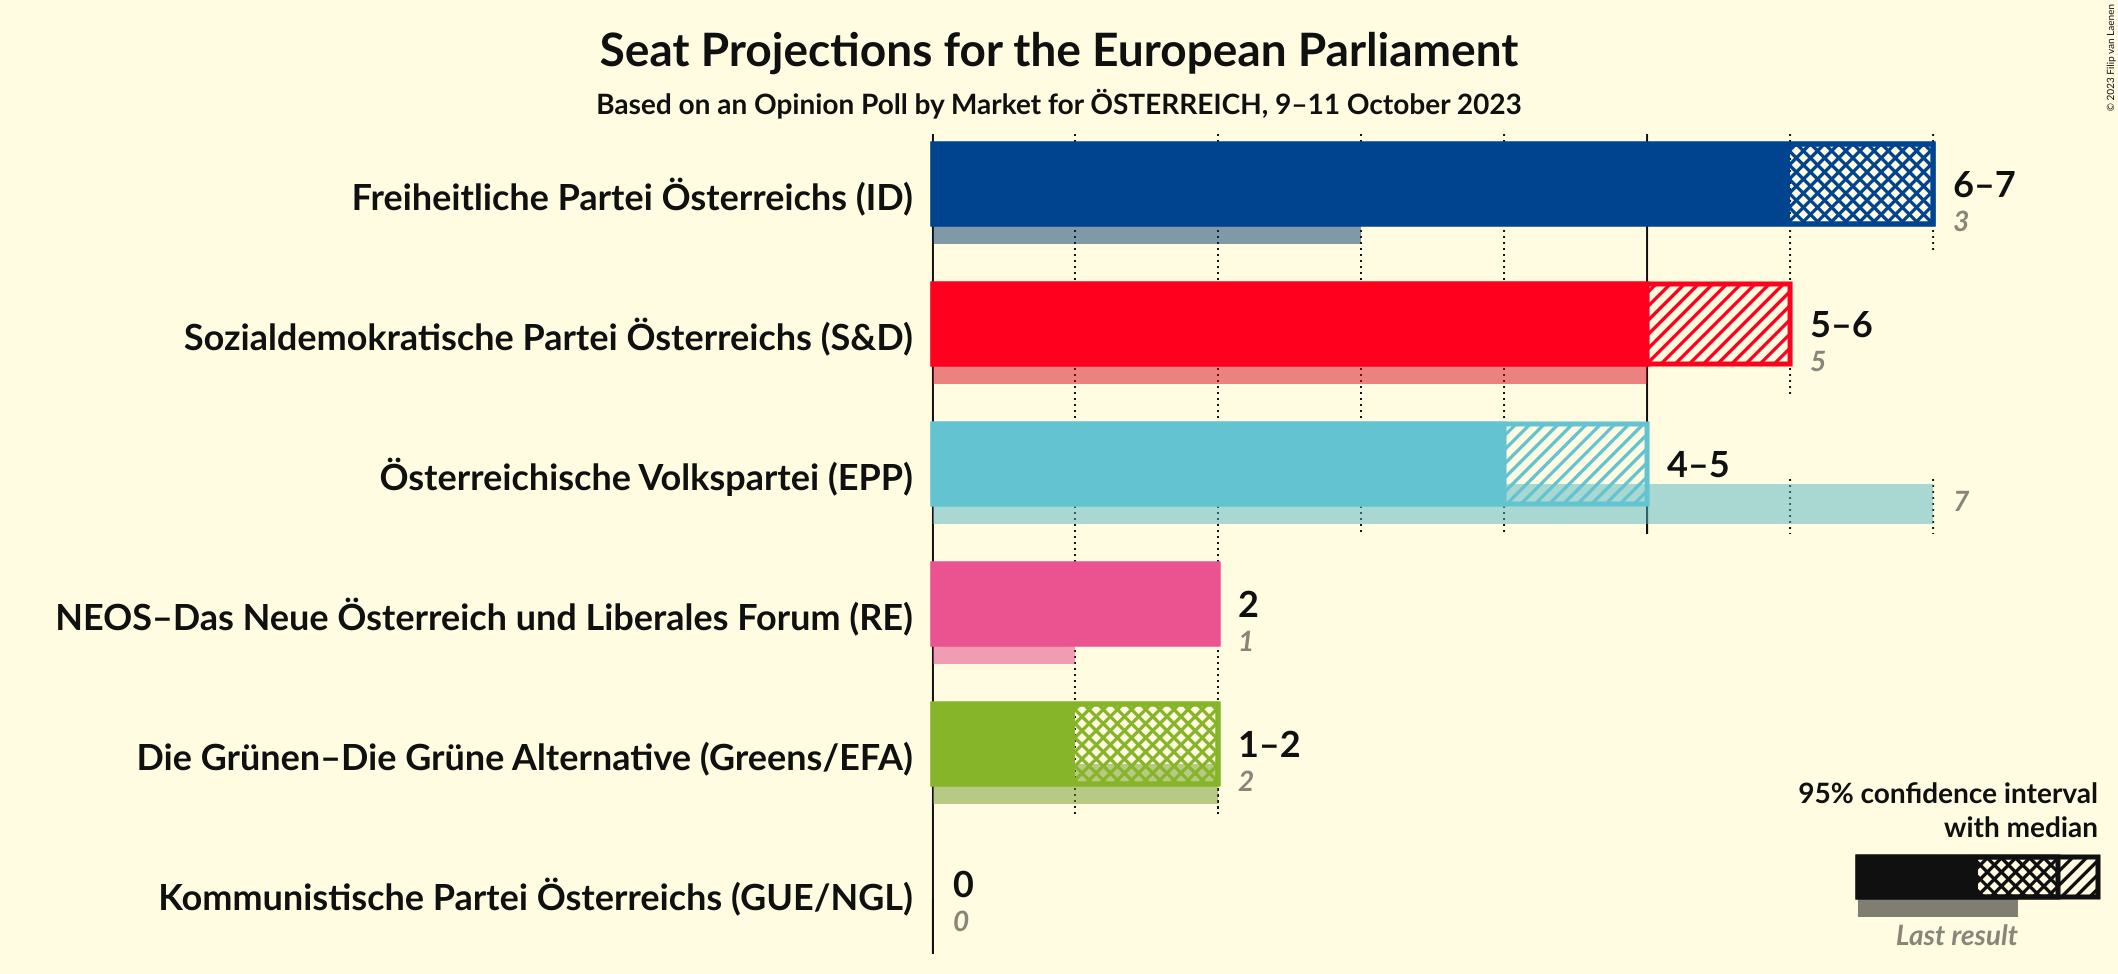 Seat Projections for the European Parliament
Based on an Opinion Poll by Market for ÖSTERREICH, 9–11 October 2023
© 2023 Filip van Laenen
Freiheitliche Partei Österreichs (ID)
6–7
3
Sozialdemokratische Partei Österreichs (S&D)
5–6
5
Österreichische Volkspartei (EPP)
4–5
7
NEOS–Das Neue Österreich und Liberales Forum (RE)
2
1
Die Grünen–Die Grüne Alternative (Greens/EFA)
1–2
2
Kommunistische Partei Österreichs (GUE/NGL)
0
0
95% confidence interval
with median
Last result